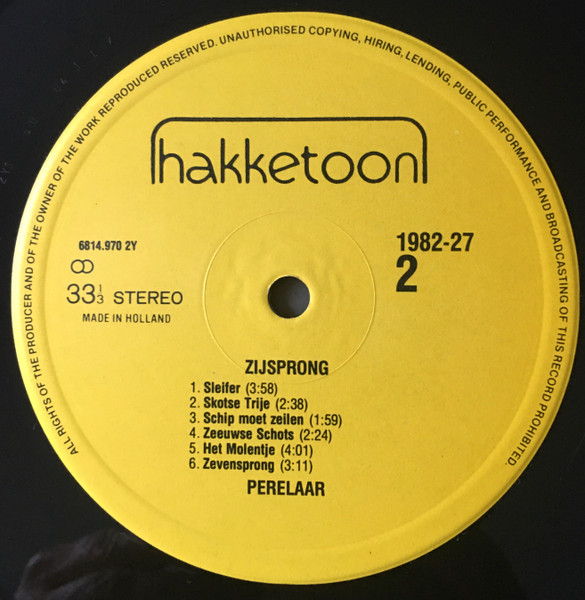 ALL RIGHTS OF THE PRODUCER AND OF THE OWNER OF THE WORK REPRODUCED RESERVED. UNAUTHORISED COPYING, HIRING, LENDING, PUBLIC PERFORMANCE AND BROADCASTING OF THIS RECORD PROHIBITED.
hakketoon
6814.970 2Y
33⅓ STEREO
MADE IN HOLLAND
1982-27
2
ZIJSPRONG
1. Sleifer (3:58)
2. Skotse Trije (2:38)
3. Schip moet zeilen (1:59)
4. Zeeuwse Schots (2:24)
5. Het Molentje (4:01)
6. Zevensprong (3:11)
PERELAAR